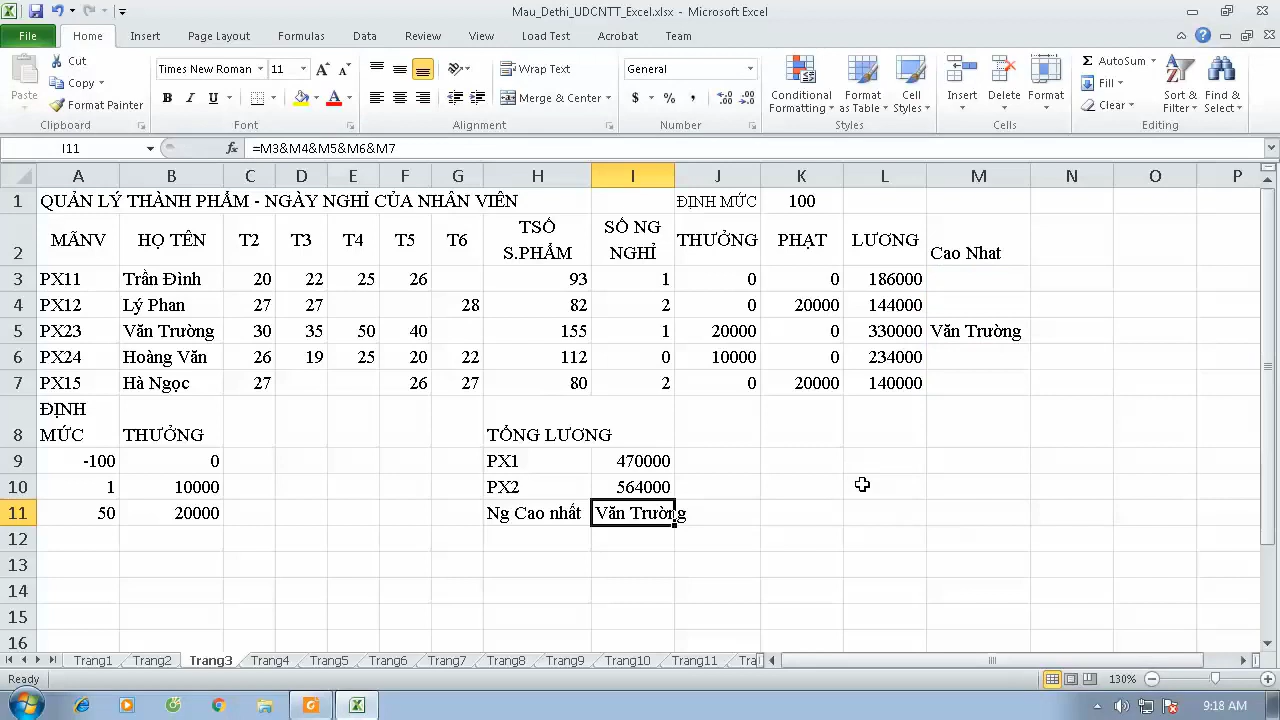 Mau_Dethi_UDCNTT_Excel.xlsx - Microsoft Excel
File Home Insert Page Layout Formulas Data Review View Load Test Acrobat Team
Paste Cut Copy Format Painter Clipboard
Times New Roman 11 B I U A A A Font
Wrap Text Merge & Center Alignment
General $ % , .00 .0 Number
Conditional Formatting Format as Table Cell Styles Styles
Insert Delete Format Cells
Σ AutoSum Fill Clear Sort & Filter Find & Select Editing
I11 fx =M3&M4&M5&M6&M7
A B C D E F G H I J K L M N O P
1 QUẢN LÝ THÀNH PHẨM - NGÀY NGHỈ CỦA NHÂN VIÊN ĐỊNH MỨC 100
2 MÃNV HỌ TÊN T2 T3 T4 T5 T6 TSỐ S.PHẨM SỐ NG NGHỈ THƯỞNG PHẠT LƯƠNG Cao Nhat
3 PX11 Trần Đình 20 22 25 26 93 1 0 0 186000
4 PX12 Lý Phan 27 27 28 82 2 0 20000 144000
5 PX23 Văn Trường 30 35 50 40 155 1 20000 0 330000 Văn Trường
6 PX24 Hoàng Văn 26 19 25 20 22 112 0 10000 0 234000
7 PX15 Hà Ngọc 27 26 27 80 2 0 20000 140000
8 ĐỊNH MỨC THƯỞNG TỔNG LƯƠNG
9 -100 0 PX1 470000
10 1 10000 PX2 564000
11 50 20000 Ng Cao nhất Văn Trường
12
13
14
15
16
Trang1 Trang2 Trang3 Trang4 Trang5 Trang6 Trang7 Trang8 Trang9 Trang10 Trang11 Tra
Ready 130%
9:18 AM